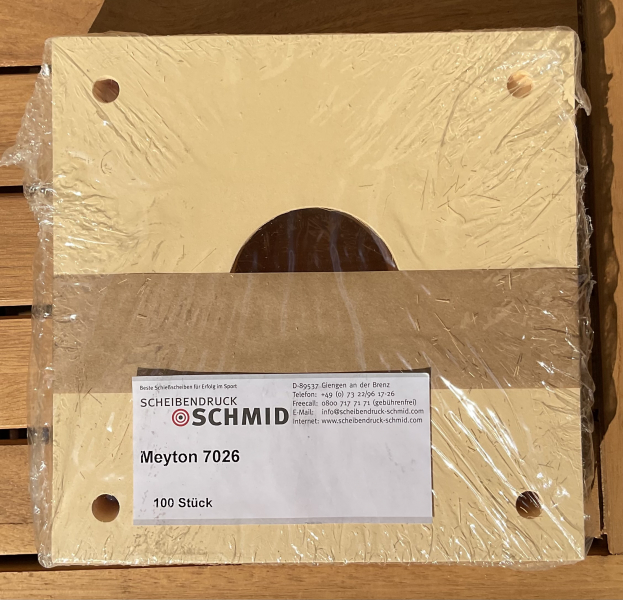 Beste Schießscheiben für Erfolg im Sport
SCHEIBENDRUCK
SCHMID
D-89537 Giengen an der Brenz
Telefon: +49 (0) 73 22/96 17-26
Freecall: 0800 717 71 71 (gebührenfrei)
E-Mail: info@scheibendruck-schmid.com
Internet: www.scheibendruck-schmid.com
Meyton 7026
100 Stück